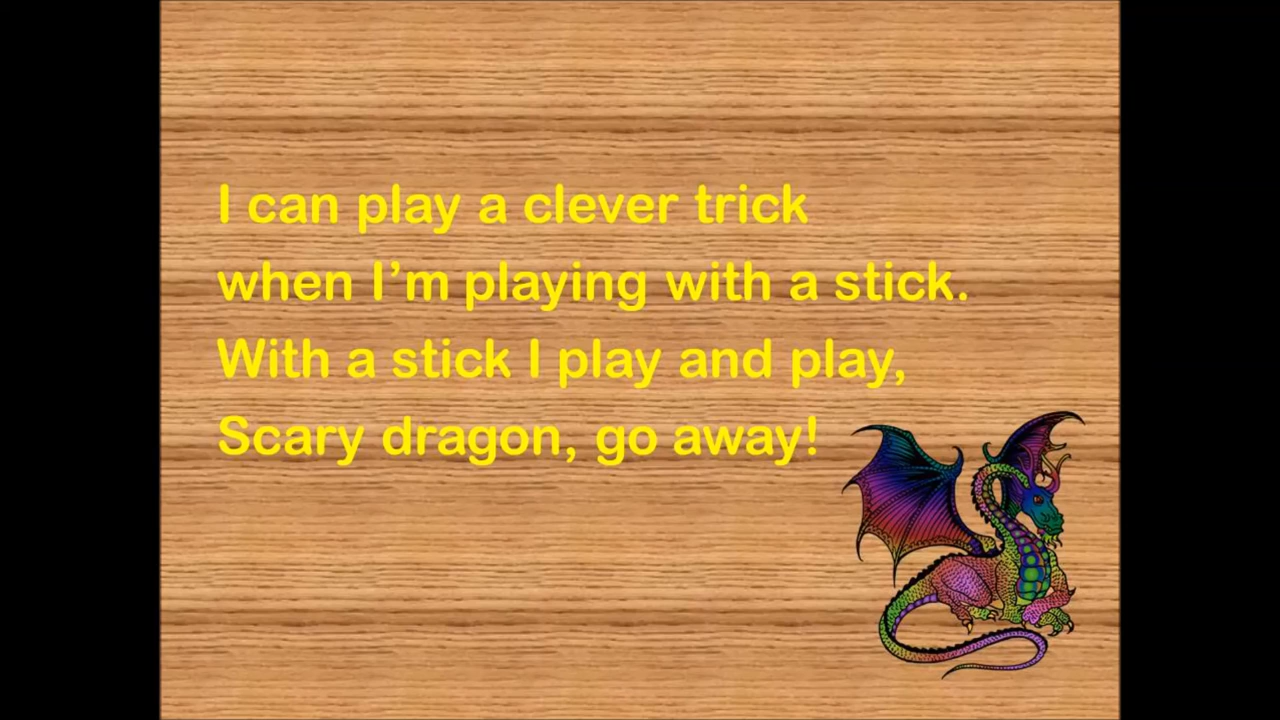 I can play a clever trick
when I’m playing with a stick.
With a stick I play and play,
Scary dragon, go away!